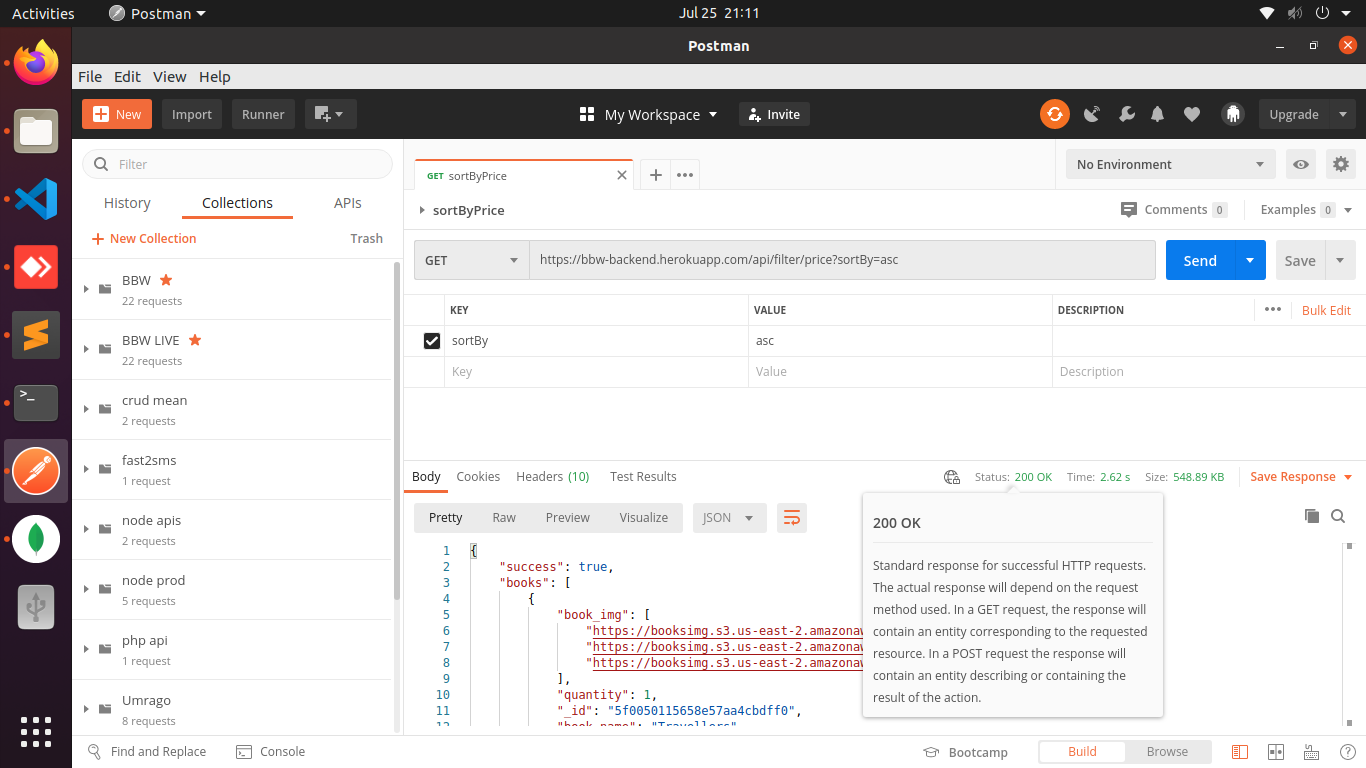 Activities
Postman
Jul 25 21:11
Postman
File Edit View Help
New
Import
Runner
My Workspace
Invite
Upgrade
Filter
History
Collections
APIs
New Collection
Trash
BBW
22 requests
BBW LIVE
22 requests
crud mean
2 requests
fast2sms
1 request
node apis
2 requests
node prod
5 requests
php api
1 request
Umrago
8 requests
GET sortByPrice
No Environment
sortByPrice
Comments 0
Examples 0
GET
https://bbw-backend.herokuapp.com/api/filter/price?sortBy=asc
Send
Save
KEY VALUE DESCRIPTION
Bulk Edit
sortBy asc
Key Value Description
Body Cookies Headers (10) Test Results
Status: 200 OK Time: 2.62 s Size: 548.89 KB
Save Response
Pretty Raw Preview Visualize
JSON
1 {
2 "success": true,
3 "books": [
4 {
5 "book_img": [
6 "https://booksimg.s3.us-east-2.amazonaw
7 "https://booksimg.s3.us-east-2.amazonaw
8 "https://booksimg.s3.us-east-2.amazonaw
9 ],
10 "quantity": 1,
11 "_id": "5f0050115658e57aa4cbdff0",
12 "book_name": "Travellers"
200 OK
Standard response for successful HTTP requests.
The actual response will depend on the request
method used. In a GET request, the response will
contain an entity corresponding to the requested
resource. In a POST request the response will
contain an entity describing or containing the
result of the action.
Find and Replace
Console
Bootcamp
Build
Browse